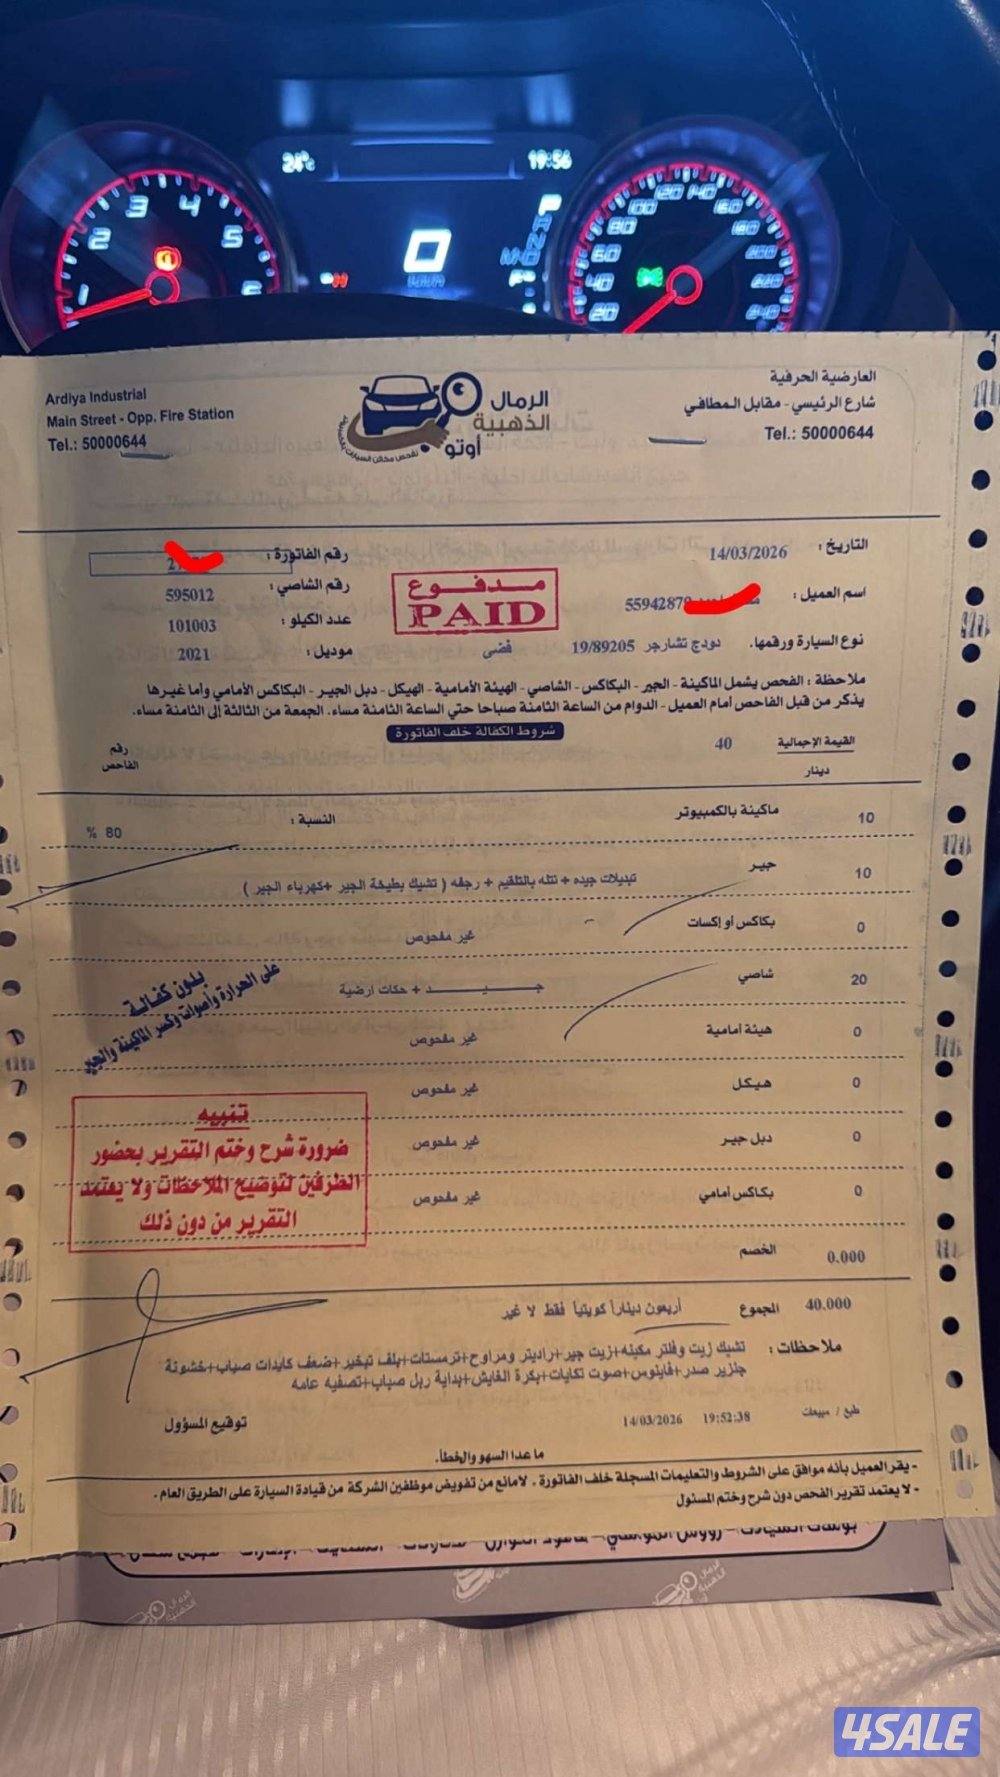 24°C
19:56
0
P
Ardiya Industrial
Main Street - Opp. Fire Station
Tel.: 50000644
الرمال
الذهبية
أوتو
العارضية الحرفية
شارع الرئيسي - مقابل المطافي
Tel.: 50000644
التاريخ : 14/03/2026
رقم الفاتورة :
اسم العميل :
رقم الشاصي : 595012
عدد الكيلو : 101003
مدفوع
PAID
نوع السيارة ورقمها. دودج تشارجر 19/89205 فضى
موديل : 2021
ملاحظة : الفحص يشمل الماكينة - الجير - البكاكس - الشاصي - الهيئة الأمامية - الهيكل - دبل الجير - البكاكس الأمامي وأما غيرها
يذكر من قبل الفاحص أمام العميل - الدوام من الساعة الثامنة صباحا حتي الساعة الثامنة مساء. الجمعة من الثالثة إلى الثامنة مساء.
شروط الكفالة خلف الفاتورة
القيمة الإجمالية 40
دينار
رقم
الفاحص
10 ماكينة بالكمبيوتر النسبة : 80 %
10 جير تبديلات جيده + نتله بالتلقيم + رجفه ( تشيك بطيخة الجير + كهرباء الجير )
0 بكاكس أو إكسات غير مفحوص
20 شاصي جـــيـــد + حكات ارضية
بدون كفالة
على الحرارة وأصوات وكسر الماكينة والجير
0 هيئة أمامية غير مفحوص
0 هيكل غير مفحوص
0 دبل جير غير مفحوص
0 بكاكس أمامي غير مفحوص
تنبيه
ضرورة شرح وختم التقرير بحضور
الطرفين لتوضيح الملاحظات ولا يعتمد
التقرير من دون ذلك
0.000 الخصم
40.000 المجموع أربعون ديناراً كويتياً فقط لا غير
ملاحظات : تشيك زيت وفلتر مكينه+زيت جير+راديتر ومراوح+ترمستات+بلف تبخير+ضعف كايدات صباب+خشونة
جلزير صدر+فاينوس+صوت تكايات+بكرة القايش+بداية ربل صباب+تصفيه عامه
طبع / مبيعات 19:52:38 14/03/2026
توقيع المسؤول
ما عدا السهو والخطأ.
- يقر العميل بأنه موافق على الشروط والتعليمات المسجلة خلف الفاتورة . لامانع من تفويض موظفين الشركة من قيادة السيارة على الطريق العام .
- لا يعتمد تقرير الفحص دون شرح وختم المسئول
4SALE